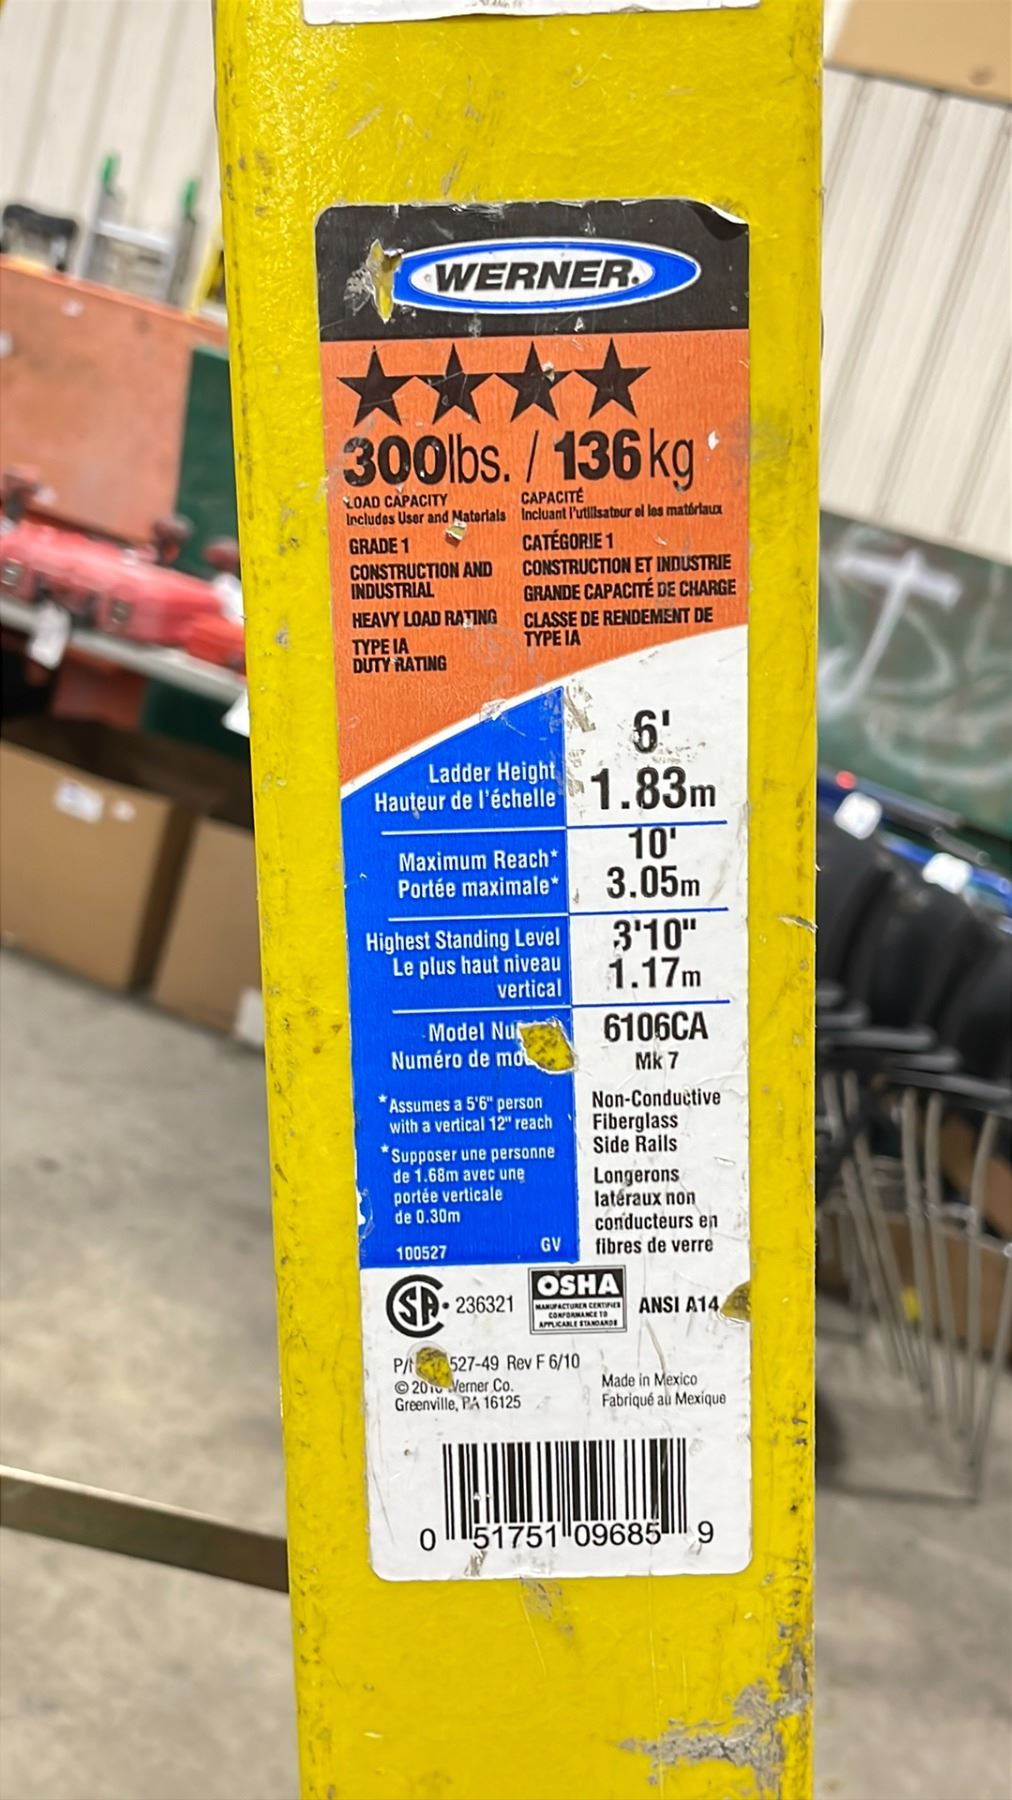 WERNER
300lbs. / 136 kg
LOAD CAPACITY
Includes User and Materials
CAPACITÉ
Incluant l'utilisateur et les matériaux
GRADE 1
CONSTRUCTION AND
INDUSTRIAL
HEAVY LOAD RATING
TYPE IA
DUTY RATING
CATÉGORIE 1
CONSTRUCTION ET INDUSTRIE
GRANDE CAPACITÉ DE CHARGE
CLASSE DE RENDEMENT DE
TYPE IA
Ladder Height
Hauteur de l'échelle
6'
1.83m
Maximum Reach*
Portée maximale*
10'
3.05m
Highest Standing Level
Le plus haut niveau
vertical
3'10"
1.17m
Model
Numéro de
6106CA
Mk 7
*Assumes a 5'6" person
with a vertical 12" reach
*Supposer une personne
de 1.68m avec une
portée verticale
de 0.30m
100527 GV
Non-Conductive
Fiberglass
Side Rails
Longerons
latéraux non
conducteurs en
fibres de verre
SA 236321
OSHA
MANUFACTURER CERTIFIES
CONFORMANCE TO
APPLICABLE STANDARDS
ANSI A14
527-49 Rev F 6/10
© Werner Co.
Greenville, PA 16125
Made in Mexico
Fabriqué au Mexique
0 51751 09685 9